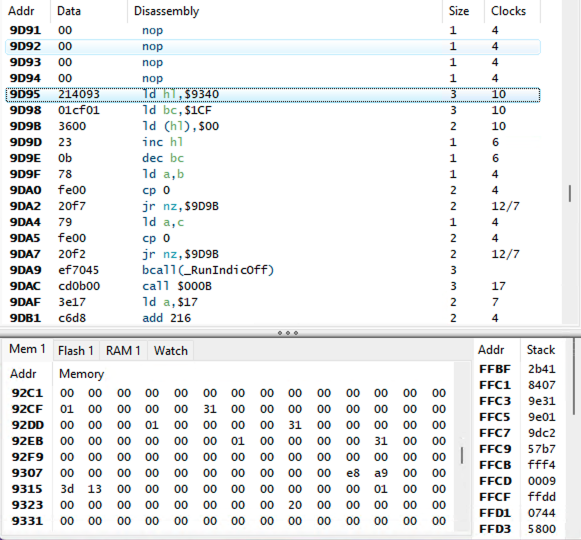 Addr Data Disassembly Size Clocks
9D91 00 nop 1 4
9D92 00 nop 1 4
9D93 00 nop 1 4
9D94 00 nop 1 4
9D95 214093 ld hl,$9340 3 10
9D98 01cf01 ld bc,$1CF 3 10
9D9B 3600 ld (hl),$00 2 10
9D9D 23 inc hl 1 6
9D9E 0b dec bc 1 6
9D9F 78 ld a,b 1 4
9DA0 fe00 cp 0 2 4
9DA2 20f7 jr nz,$9D9B 2 12/7
9DA4 79 ld a,c 1 4
9DA5 fe00 cp 0 2 4
9DA7 20f2 jr nz,$9D9B 2 12/7
9DA9 ef7045 bcall(_RunIndicOff) 3
9DAC cd0b00 call $000B 3 17
9DAF 3e17 ld a,$17 2 7
9DB1 c6d8 add 216 2 4
Mem 1 Flash 1 RAM 1 Watch
Addr Memory
92C1 00 00 00 00 00 00 00 00 00 00 00 00 00 00
92CF 01 00 00 00 00 31 00 00 00 00 00 00 00 00
92DD 00 00 00 01 00 00 00 00 31 00 00 00 00 00
92EB 00 00 00 00 00 00 01 00 00 00 00 31 00 00
92F9 00 00 00 00 00 00 00 00 00 00 00 00 00 00
9307 00 00 00 00 00 00 00 00 00 00 e8 a9 00 00
9315 3d 13 00 00 00 00 00 00 00 00 00 01 00 00
9323 00 00 00 00 00 00 00 00 20 00 00 00 00 00
9331 00 00 00 00 00 00 00 00 00 00 00 00 00 00
Addr Stack
FFBF 2b41
FFC1 8407
FFC3 9e31
FFC5 9e01
FFC7 9dc2
FFC9 57b7
FFCB fff4
FFCD 0009
FFCF ffdd
FFD1 0744
FFD3 5800